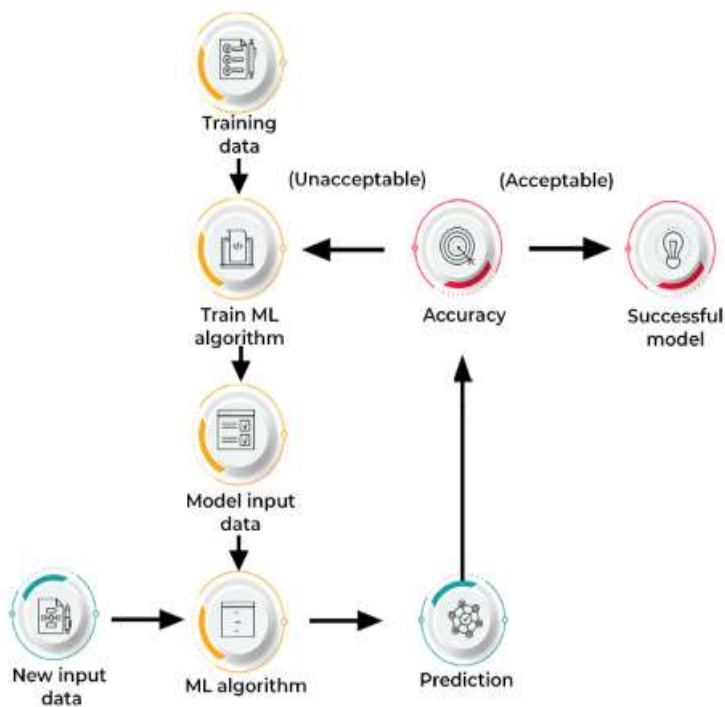 Training
data
(Unacceptable)
(Acceptable)
Train ML
algorithm
Accuracy
Successful
model
Model input
data
New input
data
ML algorithm
Prediction